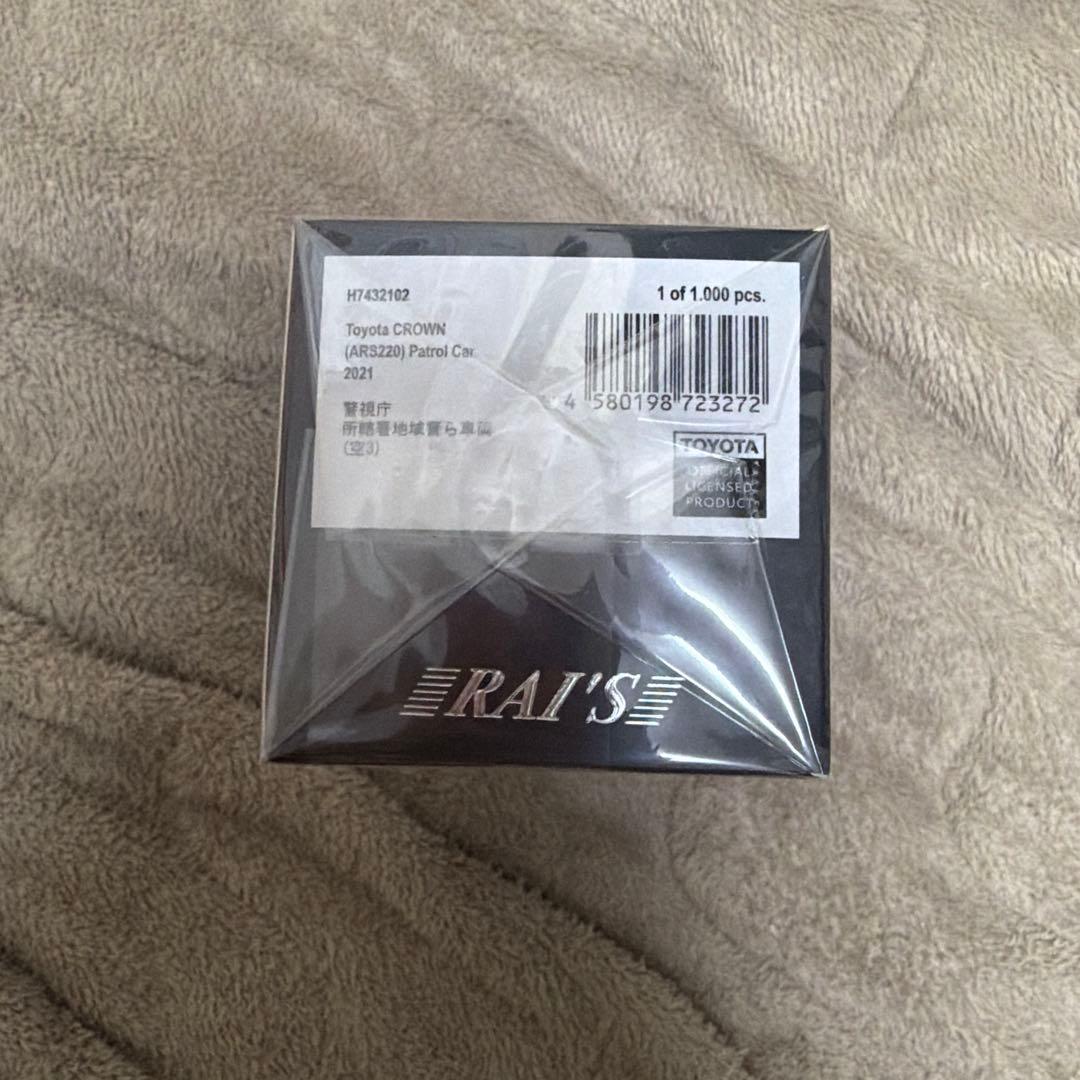 H7432102
1 of 1.000 pcs.
Toyota CROWN
(ARS220) Patrol Car
2021
警視庁
所轄署地域警ら車両
(空3)
4 580198 723272
TOYOTA
OFFICIAL
LICENSED
PRODUCT
RAI'S